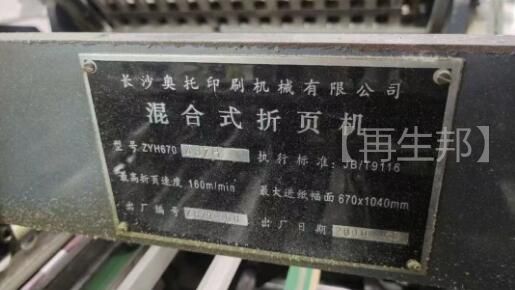 长沙奥托印刷机械有限公司
混合式折页机
型号 ZYH670 执行标准: JB/T9116
最高折页速度 160m/min 最大进纸幅面 670x1040mm
出厂编号 出厂日期
【再生邦】